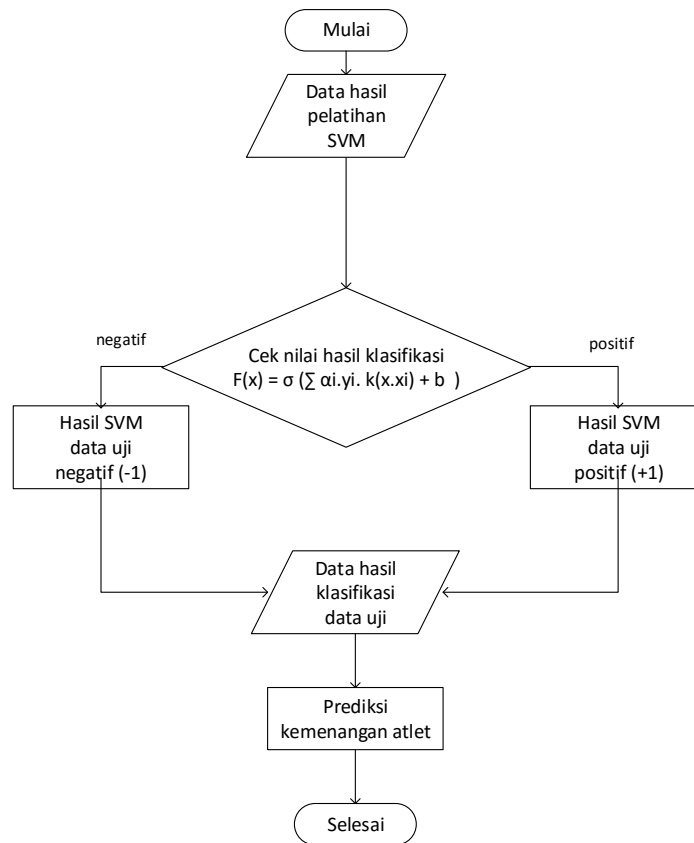 Mulai
Data hasil
pelatihan
SVM
negatif
positif
Cek nilai hasil klasifikasi
F(x) = σ (∑ αi.yi. k(x.xi) + b )
Hasil SVM
data uji
negatif (-1)
Hasil SVM
data uji
positif (+1)
Data hasil
klasifikasi
data uji
Prediksi
kemenangan atlet
Selesai